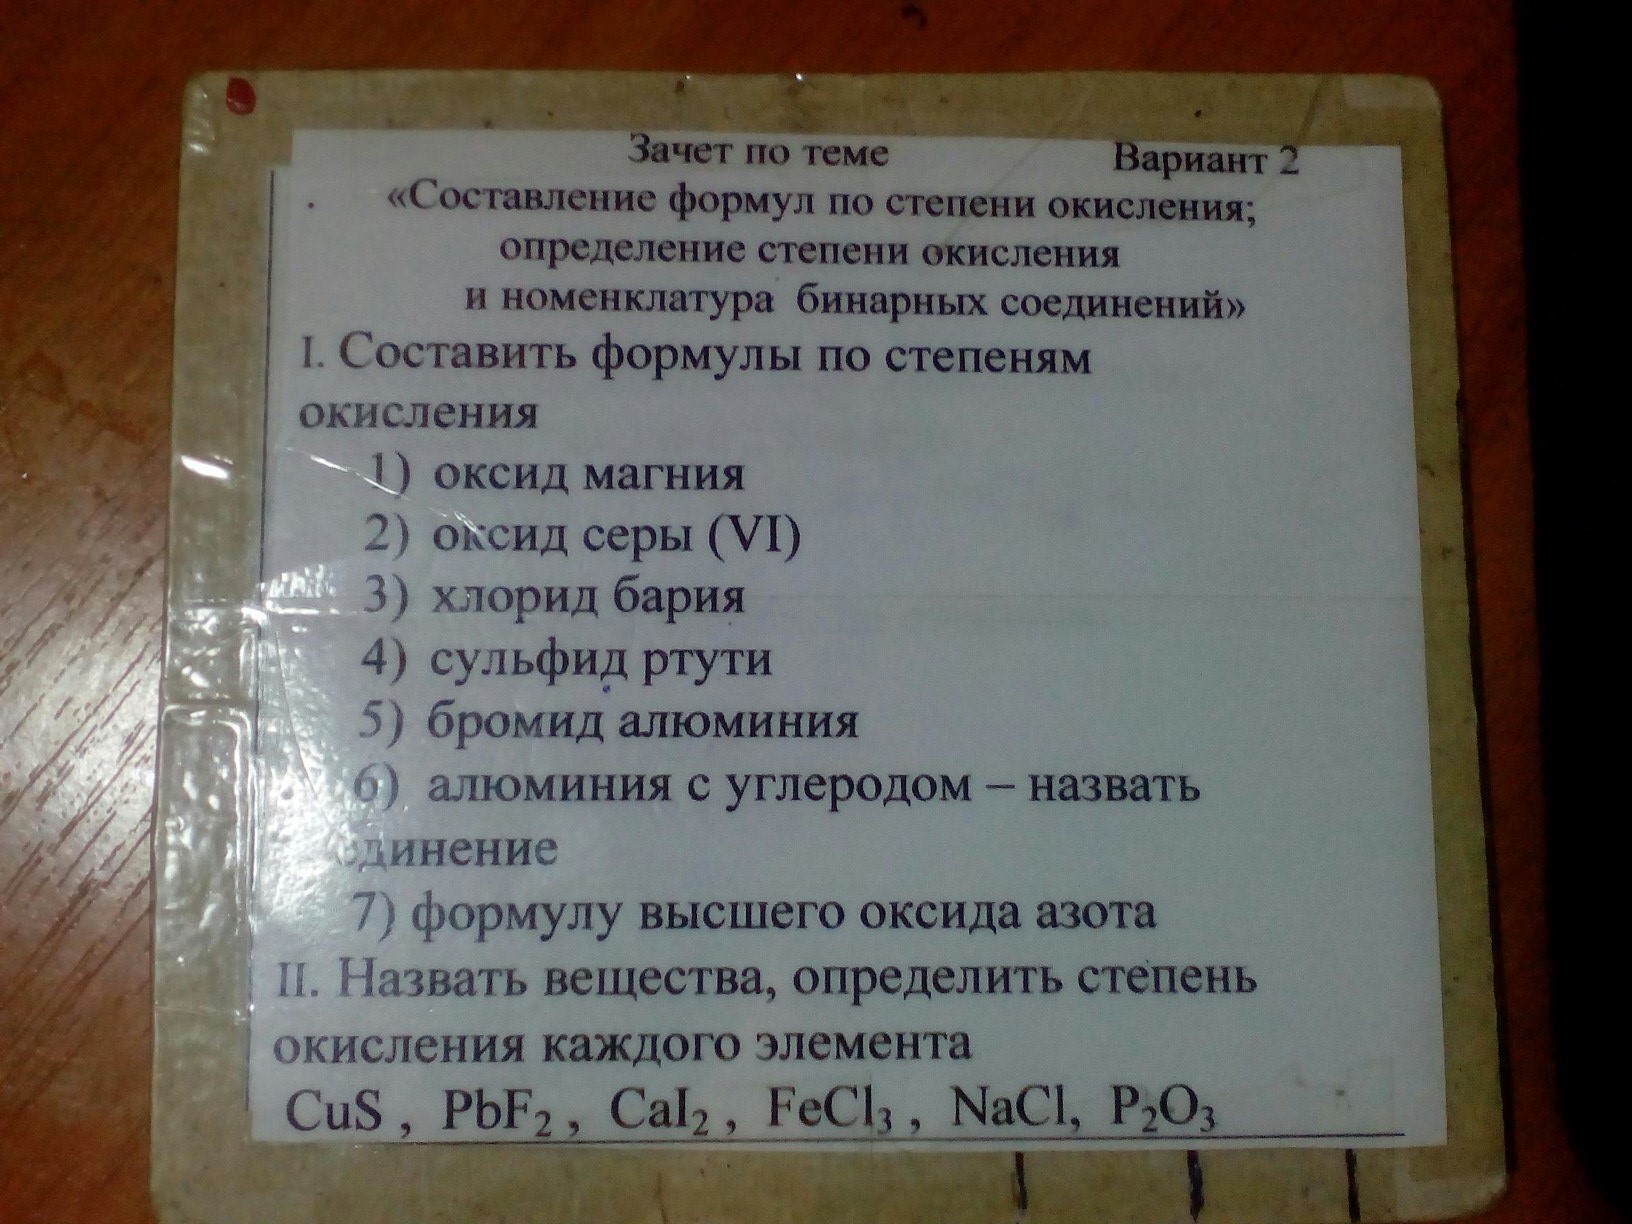 Зачет по теме Вариант 2
«Составление формул по степени окисления;
определение степени окисления
и номенклатура бинарных соединений»
I. Составить формулы по степеням
окисления
1) оксид магния
2) оксид серы (VI)
3) хлорид бария
4) сульфид ртути
5) бромид алюминия
6) алюминия с углеродом – назвать
единение
7) формулу высшего оксида азота
II. Назвать вещества, определить степень
окисления каждого элемента
CuS , PbF₂ , CaI₂ , FeCl₃ , NaCl, P₂O₃